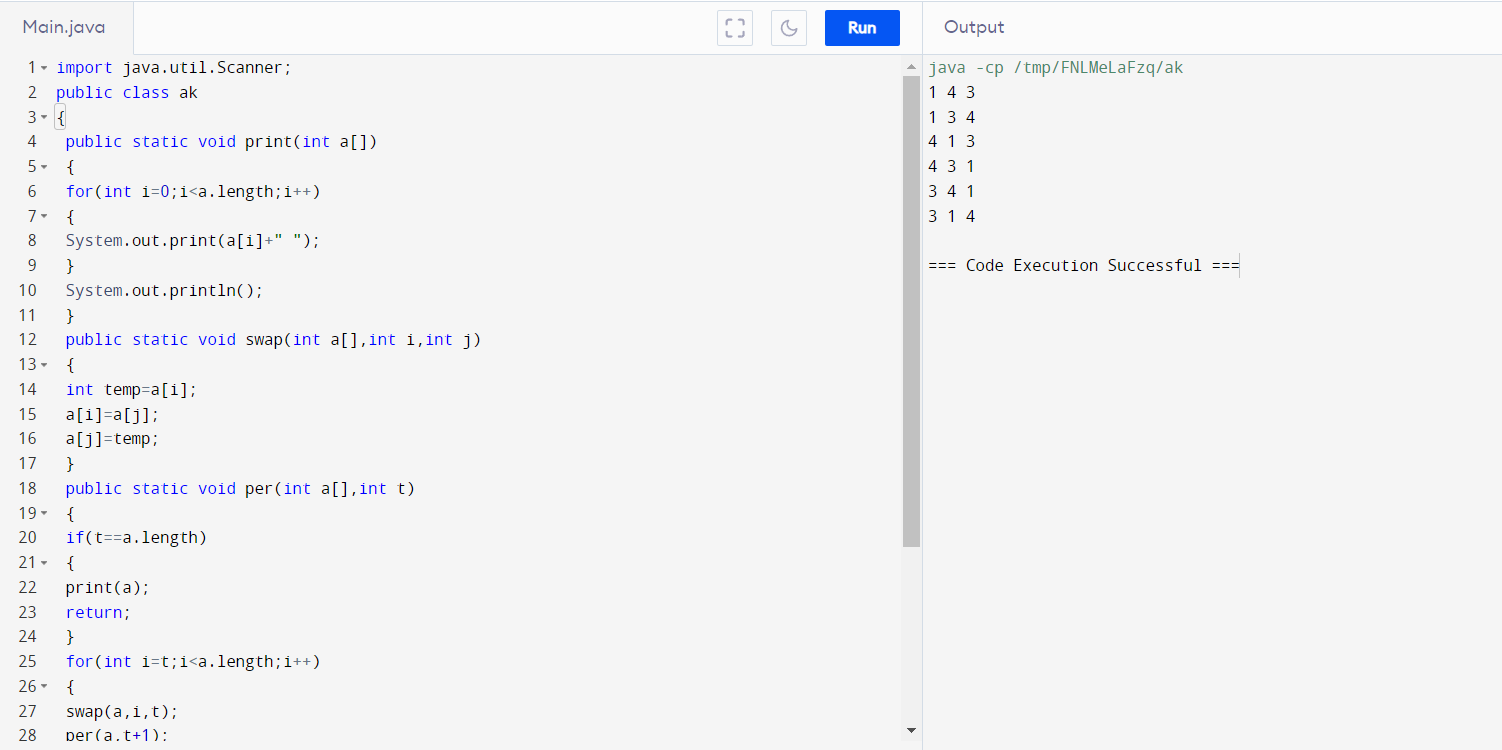 Main.java
Run
Output
1 import java.util.Scanner;
2 public class ak
3 {
4 public static void print(int a[])
5 {
6 for(int i=0;i<a.length;i++)
7 {
8 System.out.print(a[i]+" ");
9 }
10 System.out.println();
11 }
12 public static void swap(int a[],int i,int j)
13 {
14 int temp=a[i];
15 a[i]=a[j];
16 a[j]=temp;
17 }
18 public static void per(int a[],int t)
19 {
20 if(t==a.length)
21 {
22 print(a);
23 return;
24 }
25 for(int i=t;i<a.length;i++)
26 {
27 swap(a,i,t);
28 per(a,t+1);
java -cp /tmp/FNLMeLaFzq/ak
1 4 3
1 3 4
4 1 3
4 3 1
3 4 1
3 1 4
=== Code Execution Successful ===